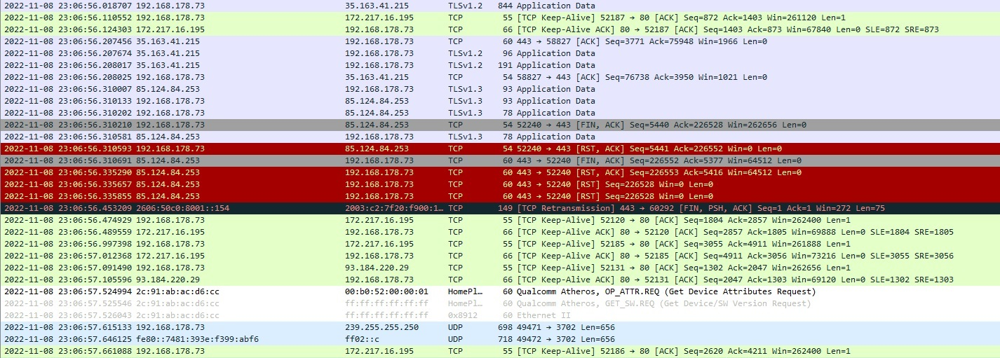 2022-11-08 23:06:56.018707 192.168.178.73 35.163.41.215 TLSv1.2 844 Application Data
2022-11-08 23:06:56.110552 192.168.178.73 172.217.16.195 TCP 55 [TCP Keep-Alive] 52187 → 80 [ACK] Seq=872 Ack=1403 Win=261120 Len=1
2022-11-08 23:06:56.124303 172.217.16.195 192.168.178.73 TCP 66 [TCP Keep-Alive ACK] 80 → 52187 [ACK] Seq=1403 Ack=873 Win=67840 Len=0 SLE=872 SRE=873
2022-11-08 23:06:56.207456 35.163.41.215 192.168.178.73 TCP 60 443 → 58827 [ACK] Seq=3771 Ack=75948 Win=1966 Len=0
2022-11-08 23:06:56.207674 35.163.41.215 192.168.178.73 TLSv1.2 96 Application Data
2022-11-08 23:06:56.208017 35.163.41.215 192.168.178.73 TLSv1.2 191 Application Data
2022-11-08 23:06:56.208025 192.168.178.73 35.163.41.215 TCP 54 58827 → 443 [ACK] Seq=76738 Ack=3950 Win=1021 Len=0
2022-11-08 23:06:56.310007 85.124.84.253 192.168.178.73 TLSv1.3 93 Application Data
2022-11-08 23:06:56.310133 192.168.178.73 85.124.84.253 TLSv1.3 93 Application Data
2022-11-08 23:06:56.310202 192.168.178.73 85.124.84.253 TLSv1.3 78 Application Data
2022-11-08 23:06:56.310210 192.168.178.73 85.124.84.253 TCP 54 52240 → 443 [FIN, ACK] Seq=5440 Ack=226528 Win=262656 Len=0
2022-11-08 23:06:56.310581 85.124.84.253 192.168.178.73 TLSv1.3 78 Application Data
2022-11-08 23:06:56.310593 192.168.178.73 85.124.84.253 TCP 54 52240 → 443 [RST, ACK] Seq=5441 Ack=226552 Win=0 Len=0
2022-11-08 23:06:56.310691 85.124.84.253 192.168.178.73 TCP 60 443 → 52240 [FIN, ACK] Seq=226552 Ack=5377 Win=64512 Len=0
2022-11-08 23:06:56.335290 85.124.84.253 192.168.178.73 TCP 60 443 → 52240 [RST, ACK] Seq=226553 Ack=5416 Win=64512 Len=0
2022-11-08 23:06:56.335657 85.124.84.253 192.168.178.73 TCP 60 443 → 52240 [RST] Seq=226528 Win=0 Len=0
2022-11-08 23:06:56.335855 85.124.84.253 192.168.178.73 TCP 60 443 → 52240 [RST] Seq=226528 Win=0 Len=0
2022-11-08 23:06:56.453209 2606:50c0:8001::154 2003:c2:7f20:f900:1… TCP 149 [TCP Retransmission] 443 → 60292 [FIN, PSH, ACK] Seq=1 Ack=1 Win=272 Len=75
2022-11-08 23:06:56.474929 192.168.178.73 172.217.16.195 TCP 55 [TCP Keep-Alive] 52120 → 80 [ACK] Seq=1804 Ack=2857 Win=262400 Len=1
2022-11-08 23:06:56.489559 172.217.16.195 192.168.178.73 TCP 66 [TCP Keep-Alive ACK] 80 → 52120 [ACK] Seq=2857 Ack=1805 Win=69888 Len=0 SLE=1804 SRE=1805
2022-11-08 23:06:56.997398 192.168.178.73 172.217.16.195 TCP 55 [TCP Keep-Alive] 52185 → 80 [ACK] Seq=3055 Ack=4911 Win=261888 Len=1
2022-11-08 23:06:57.012368 172.217.16.195 192.168.178.73 TCP 66 [TCP Keep-Alive ACK] 80 → 52185 [ACK] Seq=4911 Ack=3056 Win=73216 Len=0 SLE=3055 SRE=3056
2022-11-08 23:06:57.091490 192.168.178.73 93.184.220.29 TCP 55 [TCP Keep-Alive] 52131 → 80 [ACK] Seq=1302 Ack=2047 Win=262656 Len=1
2022-11-08 23:06:57.105596 93.184.220.29 192.168.178.73 TCP 66 [TCP Keep-Alive ACK] 80 → 52131 [ACK] Seq=2047 Ack=1303 Win=69120 Len=0 SLE=1302 SRE=1303
2022-11-08 23:06:57.524994 2c:91:ab:ac:d6:cc 00:b0:52:00:00:01 HomePl… 60 Qualcomm Atheros, OP_ATTR.REQ (Get Device Attributes Request)
2022-11-08 23:06:57.525546 2c:91:ab:ac:d6:cc ff:ff:ff:ff:ff:ff HomePl… 60 Qualcomm Atheros, GET_SW.REQ (Get Device/SW Version Request)
2022-11-08 23:06:57.526043 2c:91:ab:ac:d6:cc ff:ff:ff:ff:ff:ff 0x8912 60 Ethernet II
2022-11-08 23:06:57.615133 192.168.178.73 239.255.255.250 UDP 698 49471 → 3702 Len=656
2022-11-08 23:06:57.646125 fe80::7481:393e:f399:abf6 ff02::c UDP 718 49472 → 3702 Len=656
2022-11-08 23:06:57.661088 192.168.178.73 172.217.16.195 TCP 55 [TCP Keep-Alive] 52186 → 80 [ACK] Seq=2620 Ack=4211 Win=262400 Len=1